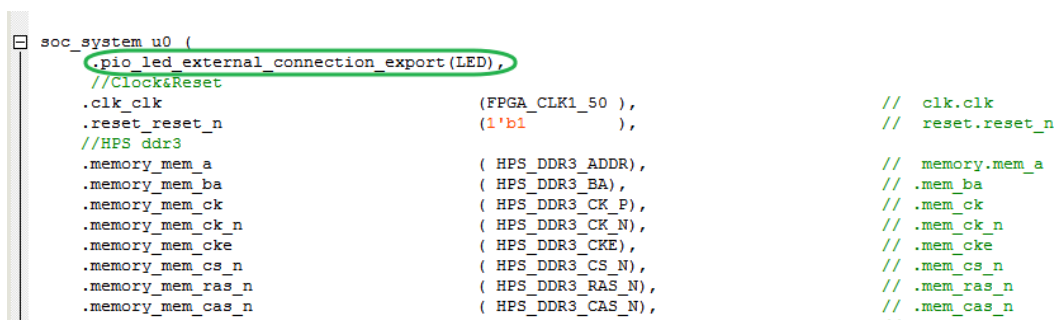 soc_system u0 (
.pio_led_external_connection_export(LED),
//Clock&Reset
.clk_clk (FPGA_CLK1_50 ), // clk.clk
.reset_reset_n (1'b1 ), // reset.reset_n
//HPS ddr3
.memory_mem_a ( HPS_DDR3_ADDR), // memory.mem_a
.memory_mem_ba ( HPS_DDR3_BA), // .mem_ba
.memory_mem_ck ( HPS_DDR3_CK_P), // .mem_ck
.memory_mem_ck_n ( HPS_DDR3_CK_N), // .mem_ck_n
.memory_mem_cke ( HPS_DDR3_CKE), // .mem_cke
.memory_mem_cs_n ( HPS_DDR3_CS_N), // .mem_cs_n
.memory_mem_ras_n ( HPS_DDR3_RAS_N), // .mem_ras_n
.memory_mem_cas_n ( HPS_DDR3_CAS_N), // .mem_cas_n